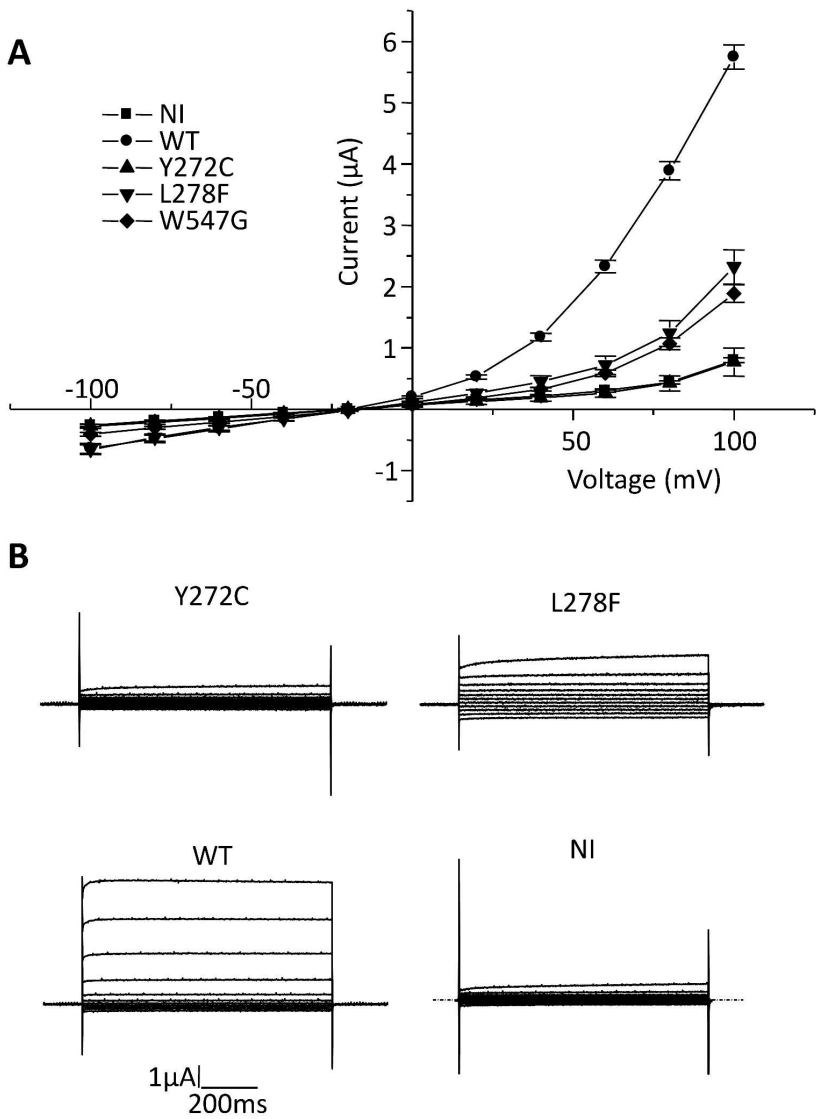 A
NI
WT
Y272C
L278F
W547G
Current (µA)
6
5
4
3
2
1
-1
-100
-50
50
100
Voltage (mV)
B
Y272C
L278F
WT
NI
1µA
200ms